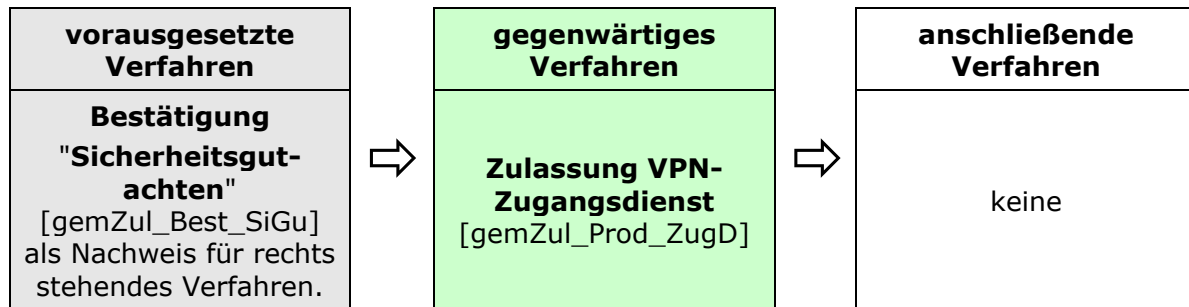 vorausgesetzte
Verfahren
Bestätigung
"Sicherheitsgut-
achten"
[gemZul_Best_SiGu]
als Nachweis für rechts
stehendes Verfahren.
gegenwärtiges
Verfahren
Zulassung VPN-
Zugangsdienst
[gemZul_Prod_ZugD]
anschließende
Verfahren
keine